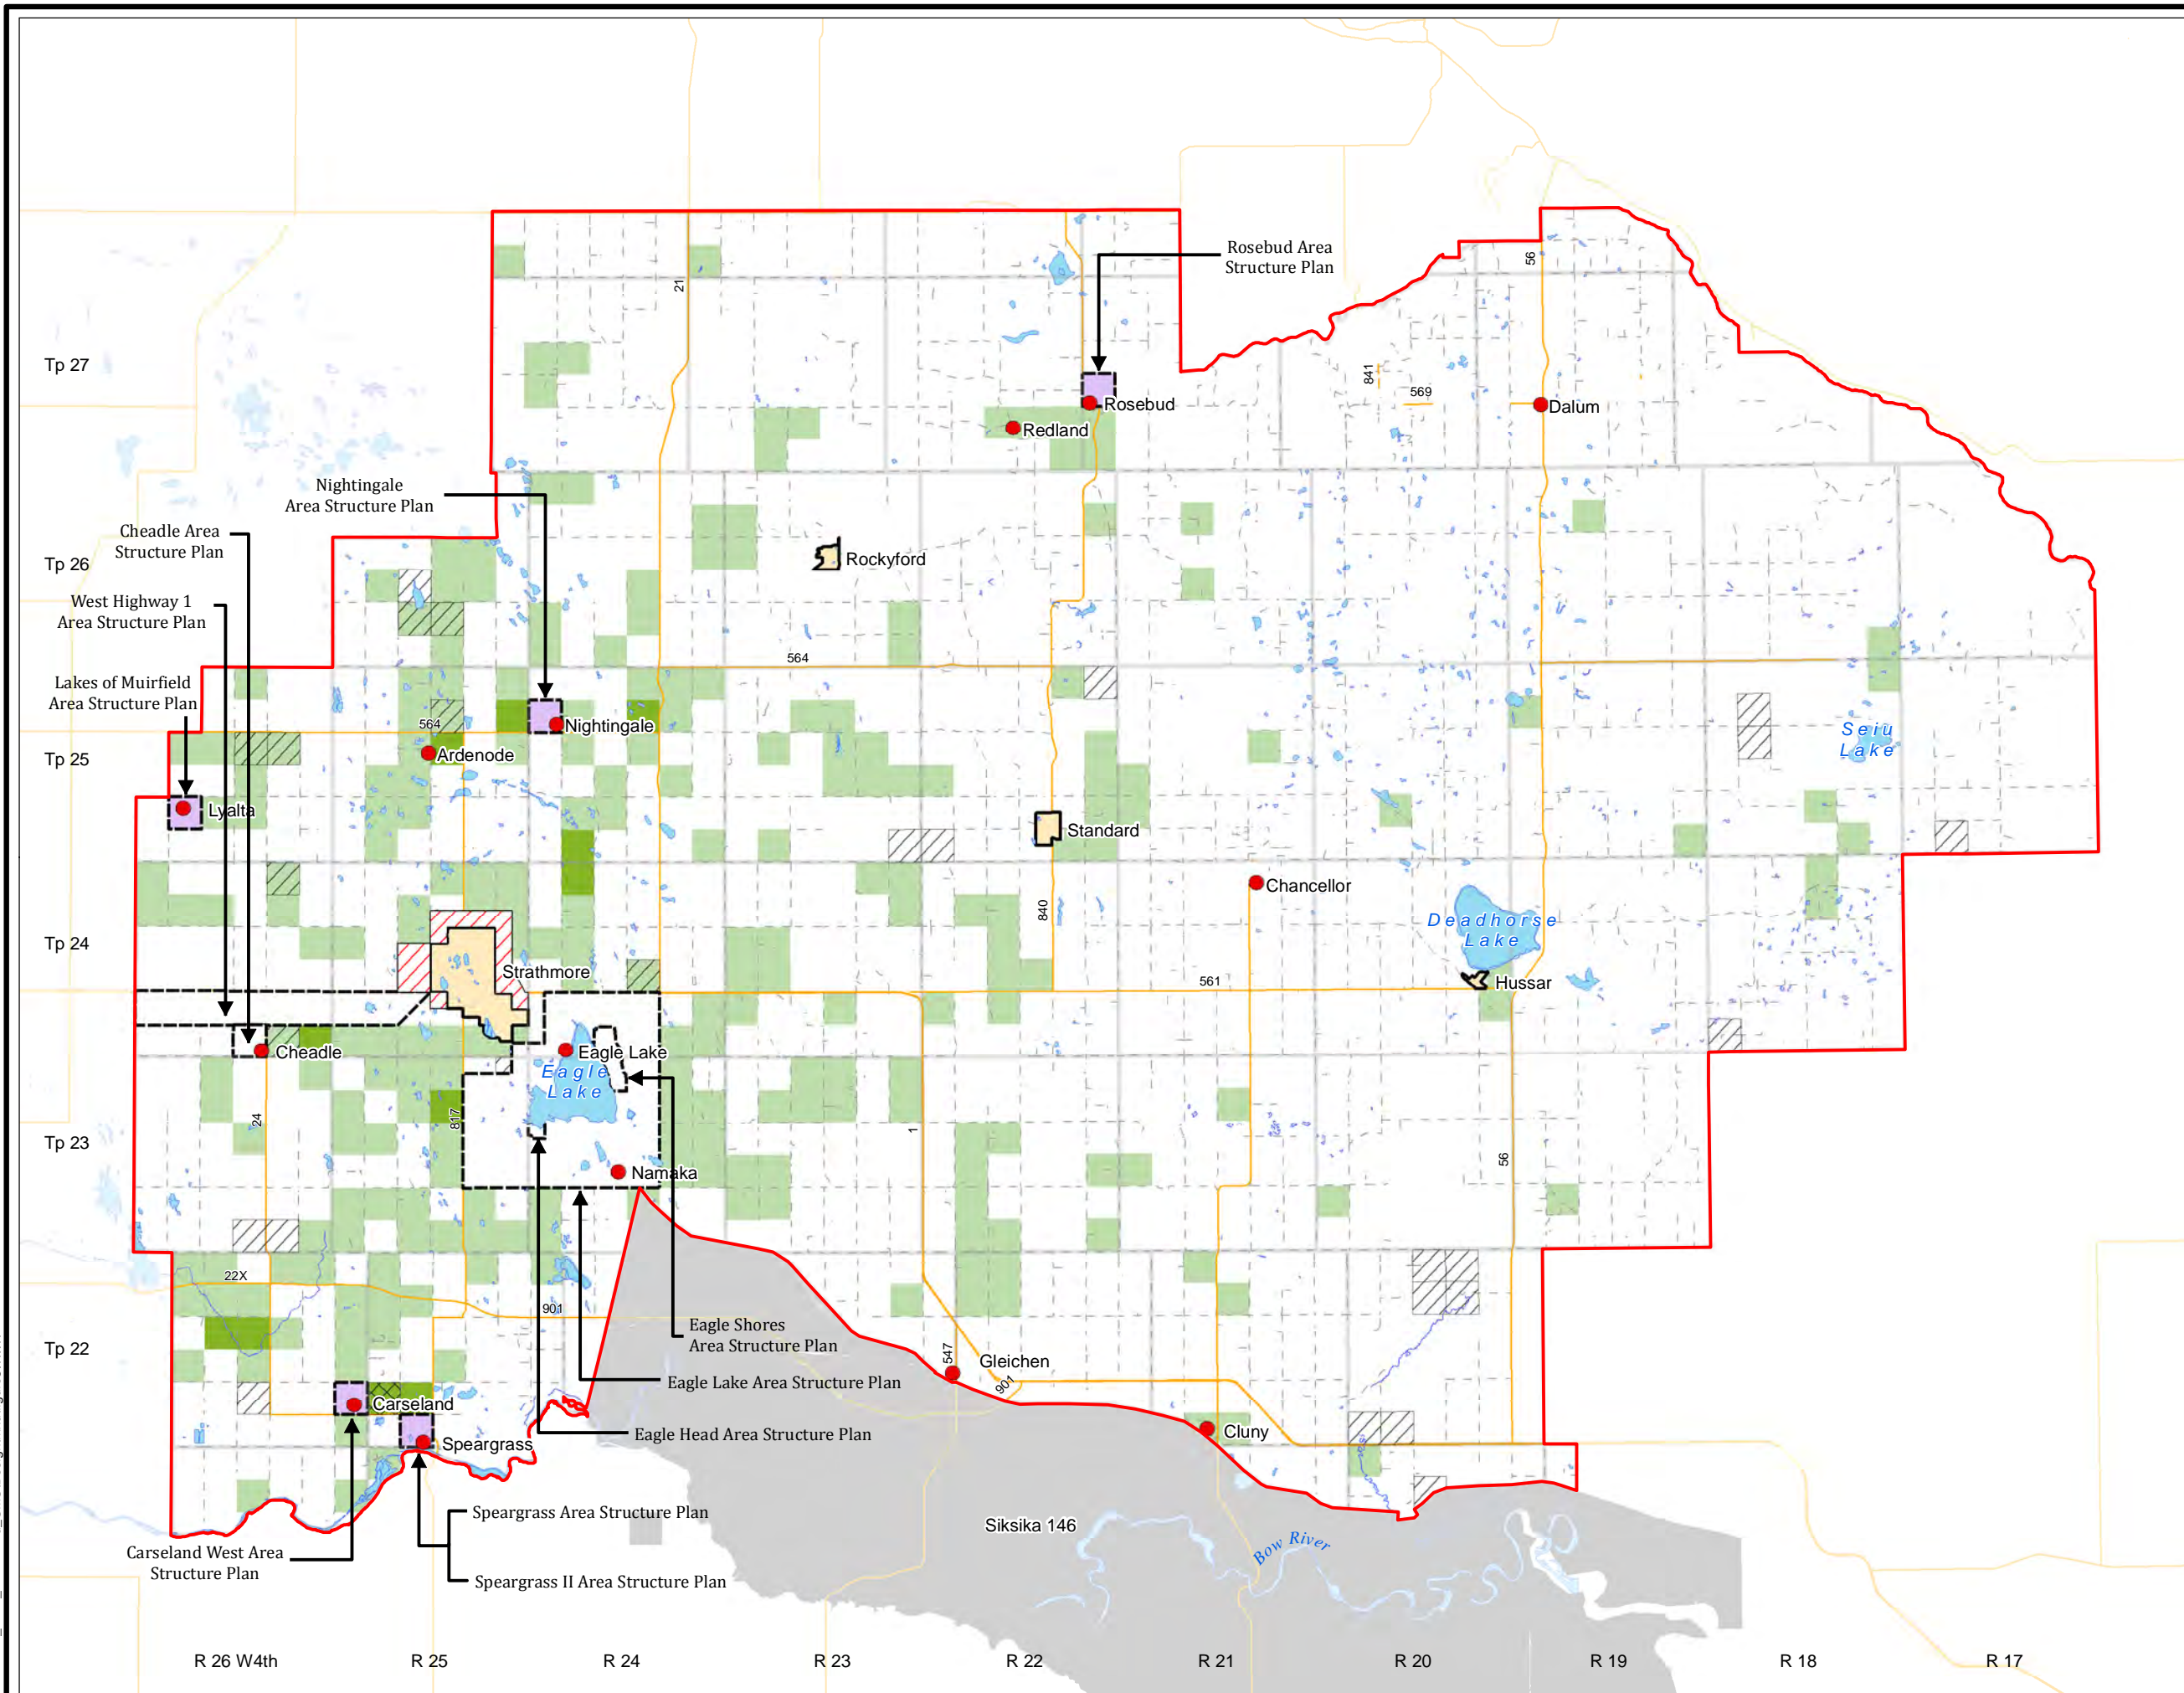 Rosebud Area
Structure Plan
56
21
Tp 27
841
569
Rosebud
Dalum
Redland
Nightingale
Area Structure Plan
Cheadle Area
Structure Plan
Tp 26
Rockyford
West Highway 1
Area Structure Plan
564
Lakes of Muirfield
Area Structure Plan
564
Nightingale
Seiu
Lake
Ardenode
Tp 25
Lyalta
Standard
Chancellor
840
Deadhorse
Lake
Tp 24
Strathmore
561
Hussar
Cheadle
Eagle Lake
Eagle
Lake
24
817
1
Tp 23
56
Namaka
22X
901
Eagle Shores
Area Structure Plan
Tp 22
547
Gleichen
901
Eagle Lake Area Structure Plan
Carseland
Eagle Head Area Structure Plan
Cluny
Speargrass
Speargrass Area Structure Plan
Siksika 146
Bow River
Carseland West Area
Structure Plan
Speargrass II Area Structure Plan
R 26 W4th
R 25
R 24
R 23
R 22
R 21
R 20
R 19
R 18
R 17